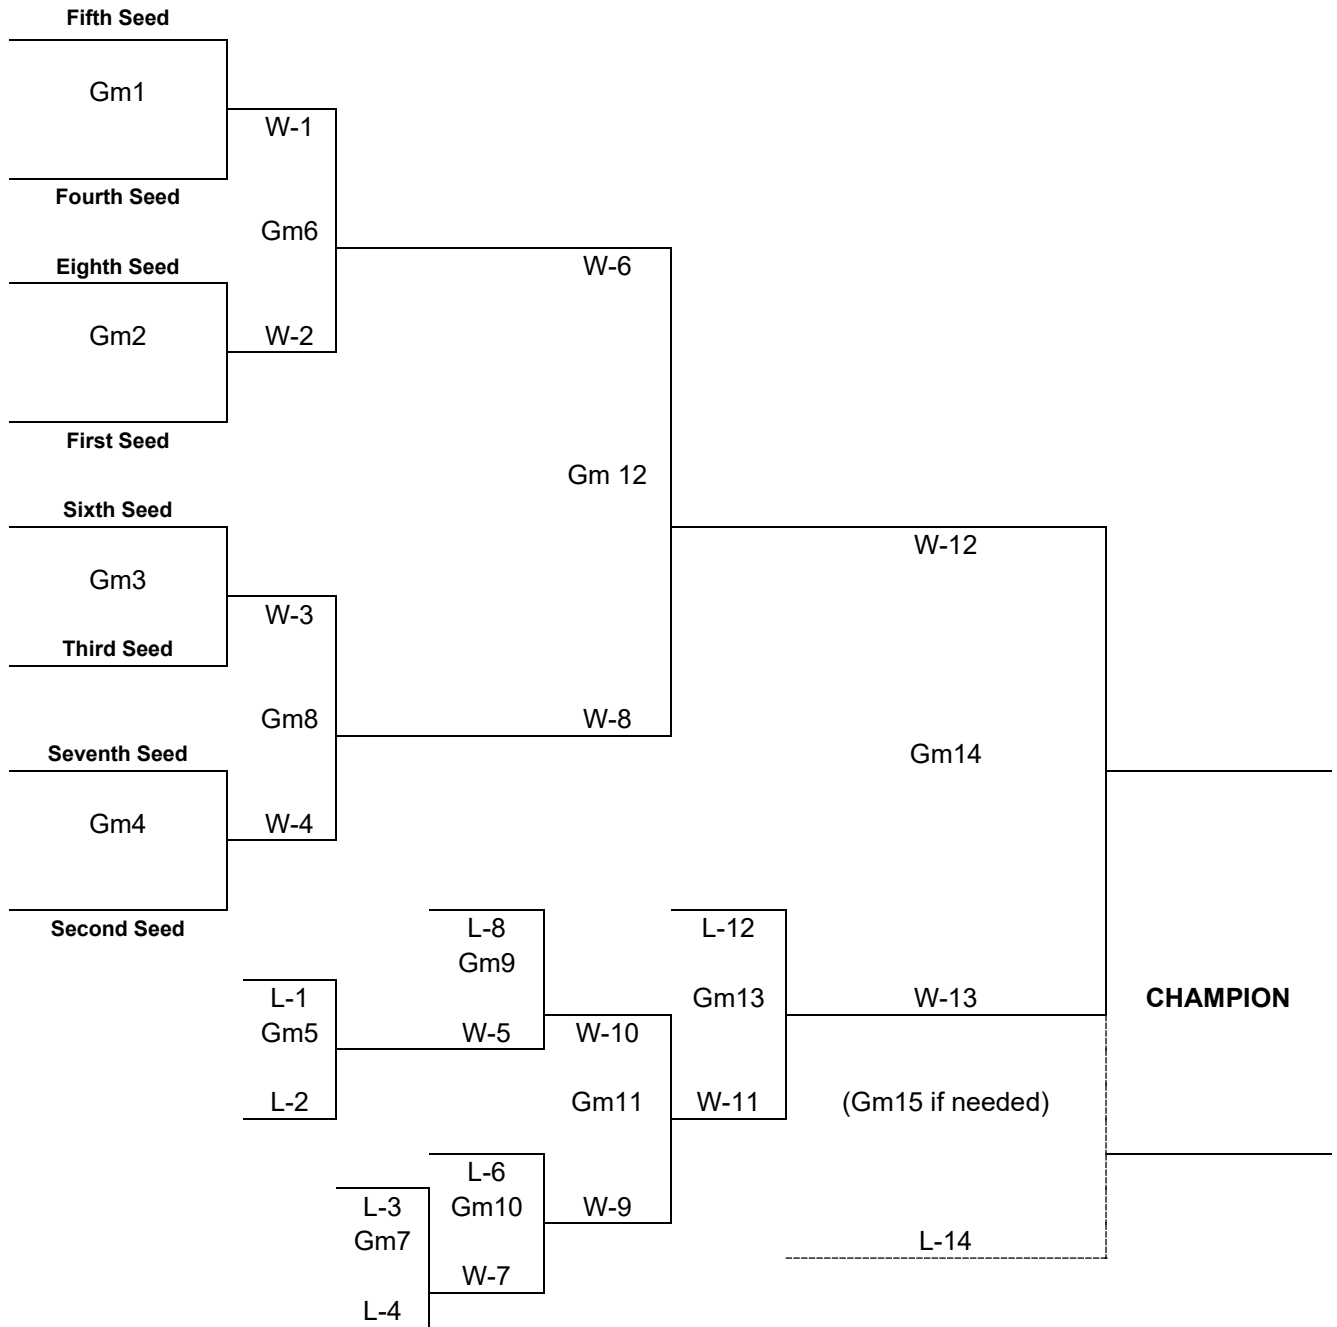 Fifth Seed
Gm1
W-1
Fourth Seed
Gm6
Eighth Seed
W-6
Gm2
W-2
First Seed
Gm 12
Sixth Seed
W-12
Gm3
W-3
Third Seed
Gm8
W-8
Seventh Seed
Gm14
Gm4
W-4
Second Seed
L-8
L-12
Gm9
L-1
Gm13
W-13
CHAMPION
Gm5
W-5
W-10
L-2
Gm11
W-11
(Gm15 if needed)
L-6
L-3
Gm10
W-9
Gm7
L-14
W-7
L-4